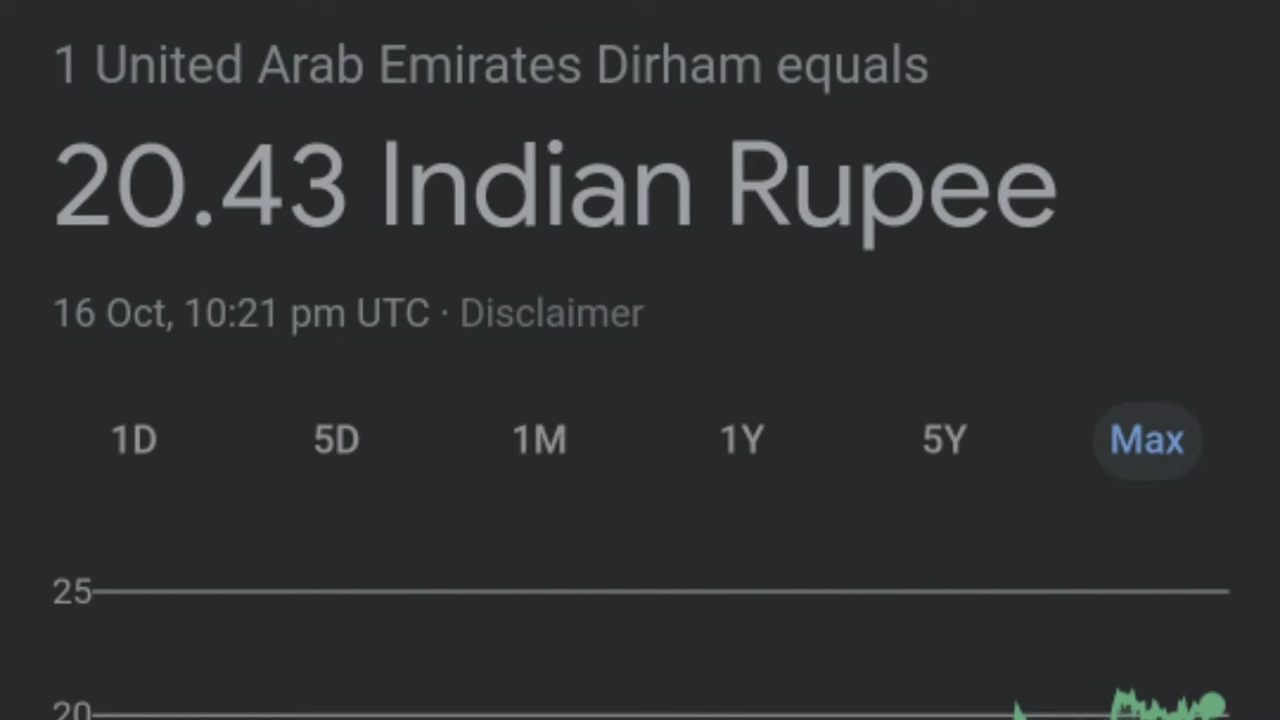 1 United Arab Emirates Dirham equals
20.43 Indian Rupee
16 Oct, 10:21 pm UTC · Disclaimer
1D 5D 1M 1Y 5Y Max
25
20